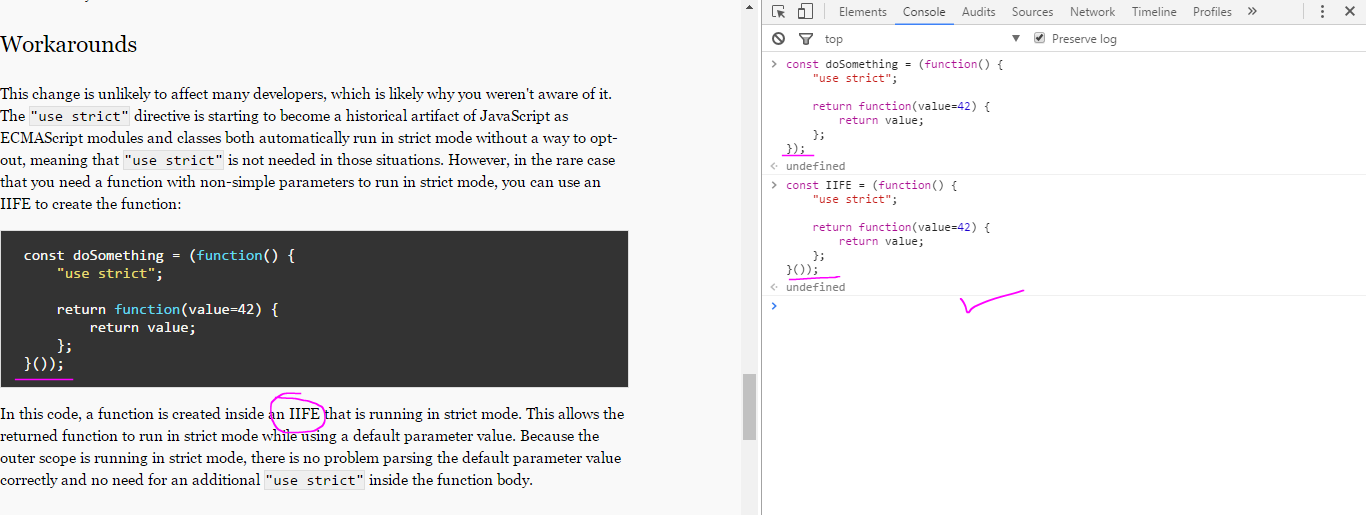 Workarounds
This change is unlikely to affect many developers, which is likely why you weren't aware of it.
The "use strict" directive is starting to become a historical artifact of JavaScript as
ECMAScript modules and classes both automatically run in strict mode without a way to opt-
out, meaning that "use strict" is not needed in those situations. However, in the rare case
that you need a function with non-simple parameters to run in strict mode, you can use an
IIFE to create the function:
const doSomething = (function() {
"use strict";
return function(value=42) {
return value;
};
}());
In this code, a function is created inside an IIFE that is running in strict mode. This allows the
returned function to run in strict mode while using a default parameter value. Because the
outer scope is running in strict mode, there is no problem parsing the default parameter value
correctly and no need for an additional "use strict" inside the function body.
Elements Console Audits Sources Network Timeline Profiles »
top ▼ Preserve log
> const doSomething = (function() {
"use strict";
return function(value=42) {
return value;
};
});
< undefined
> const IIFE = (function() {
"use strict";
return function(value=42) {
return value;
};
}());
< undefined
>